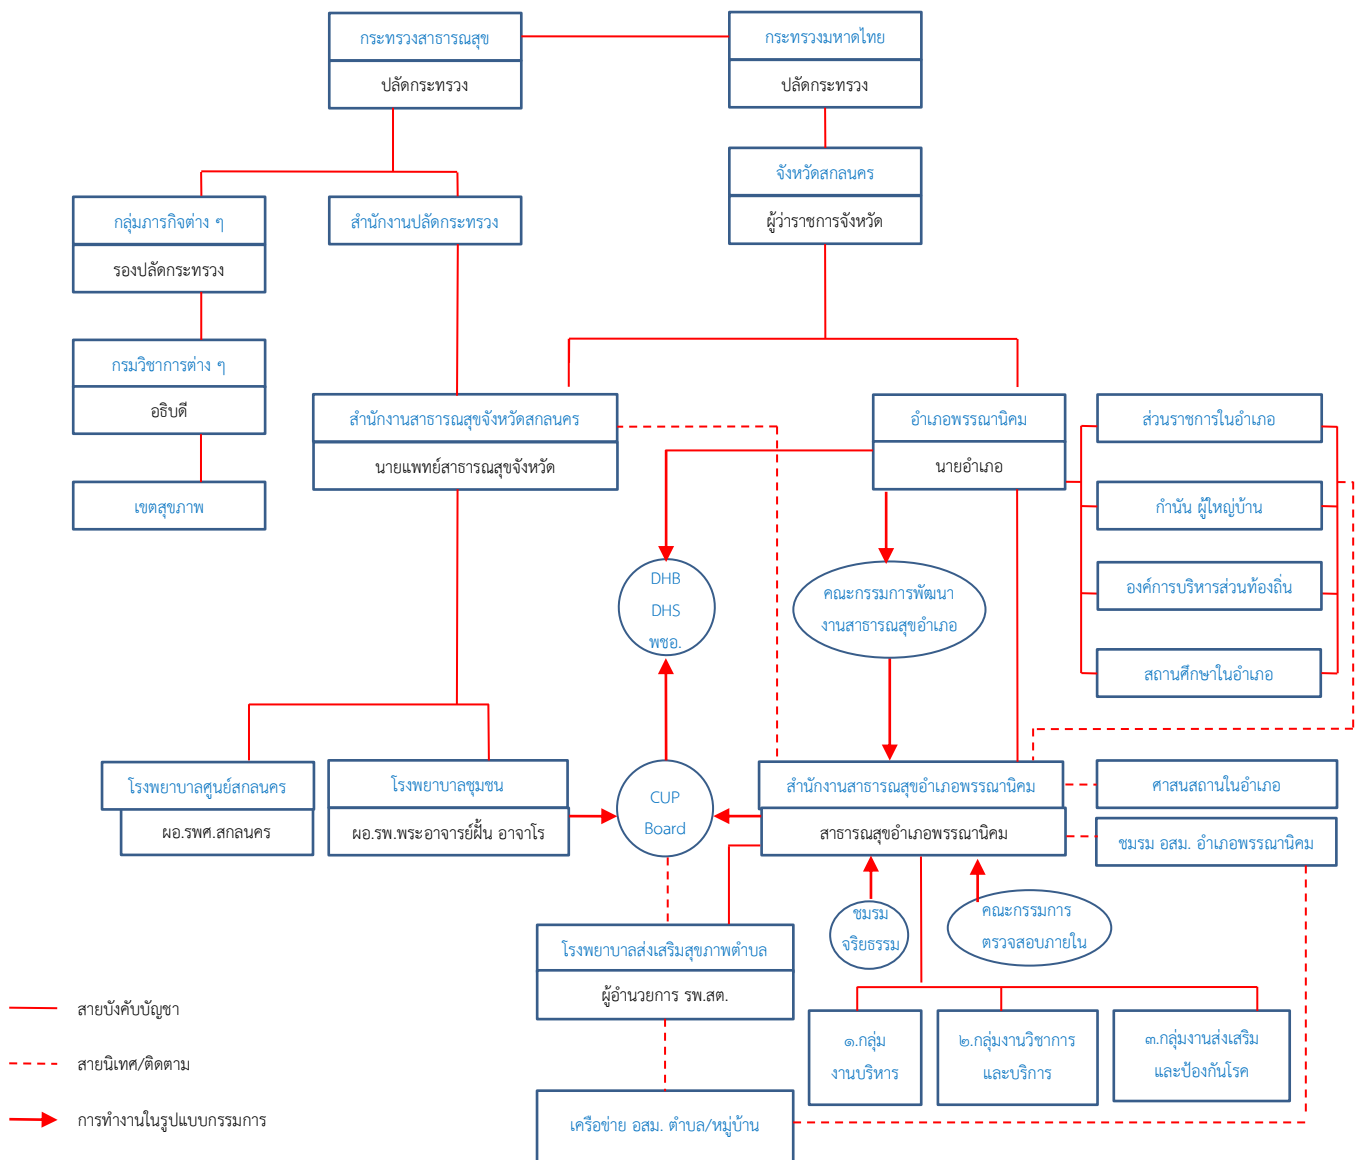 กระทรวงสาธารณสุข
กระทรวงมหาดไทย
ปลัดกระทรวง
ปลัดกระทรวง
จังหวัดสกลนคร
ผู้ว่าราชการจังหวัด
กลุ่มภารกิจต่าง ๆ
สำนักงานปลัดกระทรวง
รองปลัดกระทรวง
กรมวิชาการต่าง ๆ
อธิบดี
เขตสุขภาพ
สำนักงานสาธารณสุขจังหวัดสกลนคร
นายแพทย์สาธารณสุขจังหวัด
อำเภอพรรณานิคม
นายอำเภอ
ส่วนราชการในอำเภอ
กำนัน ผู้ใหญ่บ้าน
องค์การบริหารส่วนท้องถิ่น
สถานศึกษาในอำเภอ
DHB
DHS
พชอ.
คณะกรรมการพัฒนา
งานสาธารณสุขอำเภอ
โรงพยาบาลศูนย์สกลนคร
ผอ.รพศ.สกลนคร
โรงพยาบาลชุมชน
ผอ.รพ.พระอาจารย์ฝั้น อาจาโร
CUP
Board
สำนักงานสาธารณสุขอำเภอพรรณานิคม
สาธารณสุขอำเภอพรรณานิคม
ศาสนสถานในอำเภอ
ชมรม อสม. อำเภอพรรณานิคม
ชมรม
จริยธรรม
คณะกรรมการ
ตรวจสอบภายใน
โรงพยาบาลส่งเสริมสุขภาพตำบล
ผู้อำนวยการ รพ.สต.
๑.กลุ่ม
งานบริหาร
๒.กลุ่มงานวิชาการ
และบริการ
๓.กลุ่มงานส่งเสริม
และป้องกันโรค
เครือข่าย อสม. ตำบล/หมู่บ้าน
สายบังคับบัญชา
สายนิเทศ/ติดตาม
การทำงานในรูปแบบกรรมการ